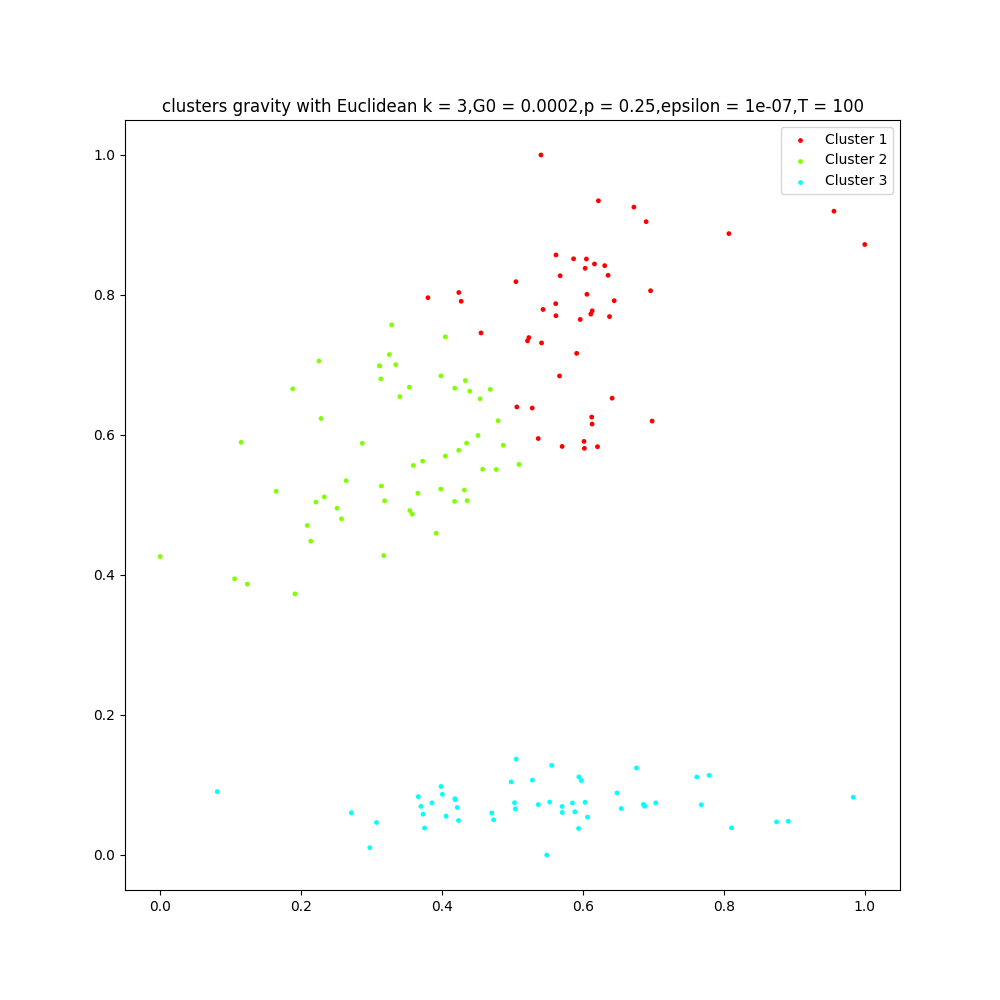 clusters gravity with Euclidean k = 3,G0 = 0.0002,p = 0.25,epsilon = 1e-07,T = 100
Cluster 1
Cluster 2
Cluster 3
1.0
0.8
0.6
0.4
0.2
0.0
0.0 0.2 0.4 0.6 0.8 1.0